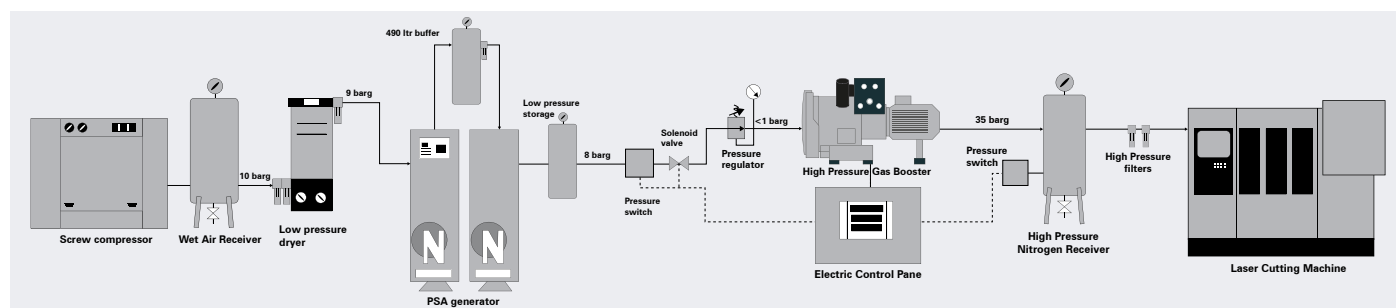 490 ltr buffer
9 barg
Low pressure
storage
Solenoid
valve
<1 barg
35 barg
8 barg
Pressure
regulator
High Pressure Gas Booster
Pressure
switch
High Pressure
filters
10 barg
Pressure
switch
Screw compressor
Wet Air Receiver
Low pressure
dryer
N
N
High Pressure
Nitrogen Receiver
Electric Control Pane
Laser Cutting Machine
PSA generator